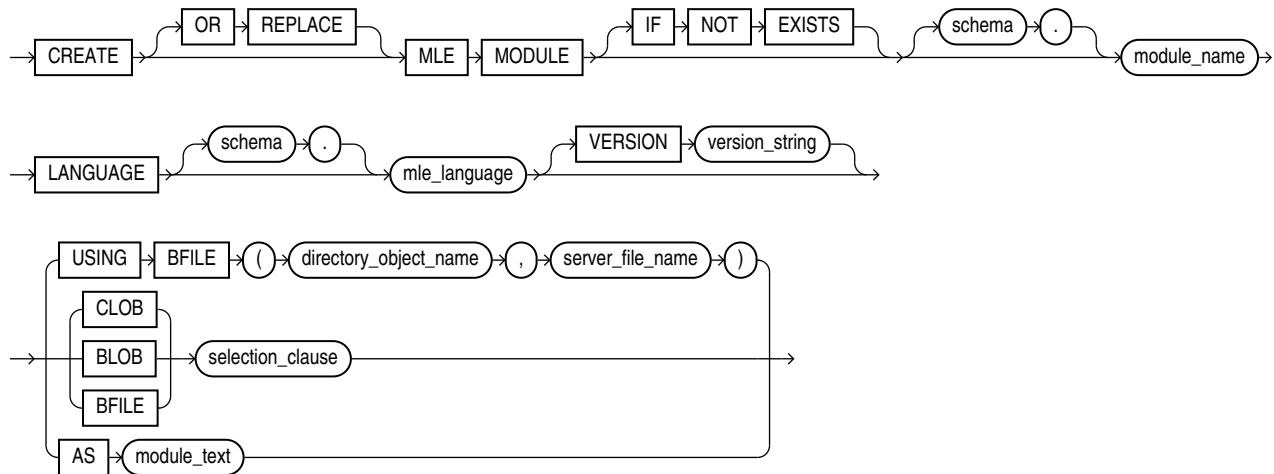 CREATE OR REPLACE MLE MODULE IF NOT EXISTS schema . module_name
LANGUAGE schema . mle_language VERSION version_string
USING BFILE ( directory_object_name , server_file_name )
CLOB
BLOB selection_clause
BFILE
AS module_text